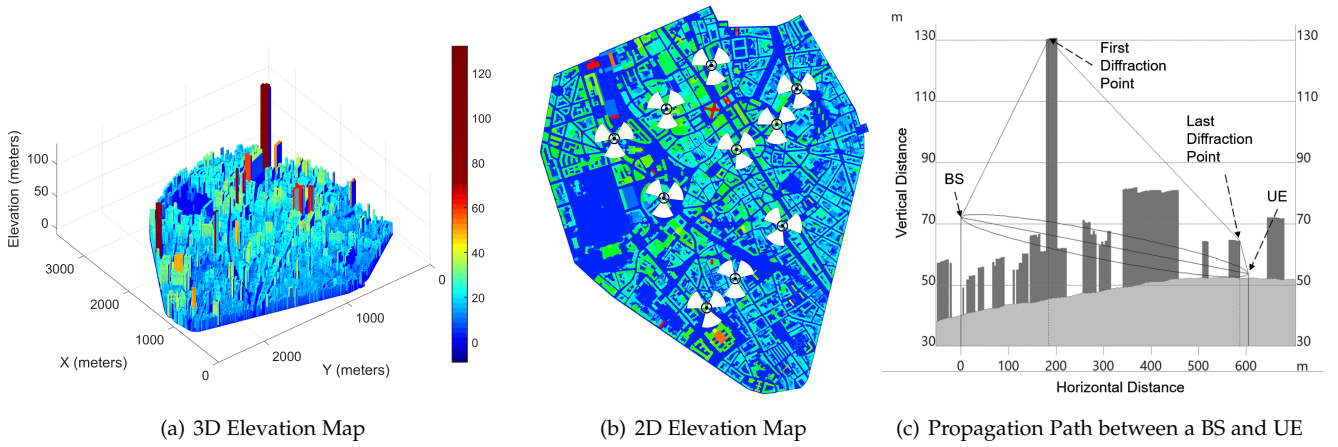 Elevation (meters)
100
50
0
3000
2000
1000
0
X (meters)
2000
1000
0
Y (meters)
120
100
80
60
40
20
0
(a) 3D Elevation Map
(b) 2D Elevation Map
m
130
110
90
70
50
30
Vertical Distance
BS
First
Diffraction
Point
Last
Diffraction
Point
UE
130
110
90
70
50
30
0 100 200 300 400 500 600 m
Horizontal Distance
(c) Propagation Path between a BS and UE